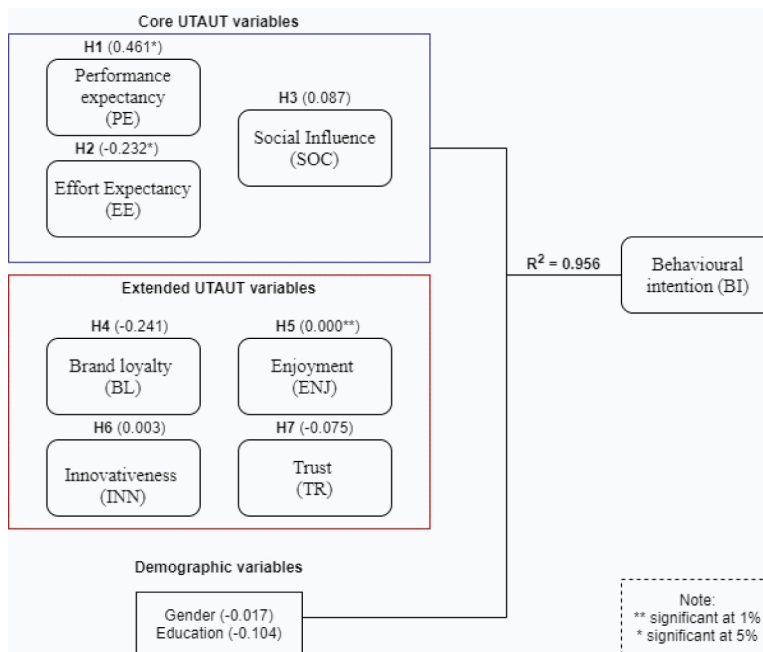 Core UTAUT variables
H1 (0.461*)
Performance
expectancy
(PE)
H2 (-0.232*)
Effort Expectancy
(EE)
H3 (0.087)
Social Influence
(SOC)
R² = 0.956
Behavioural
intention (BI)
Extended UTAUT variables
H4 (-0.241)
Brand loyalty
(BL)
H5 (0.000**)
Enjoyment
(ENJ)
H6 (0.003)
Innovativeness
(INN)
H7 (-0.075)
Trust
(TR)
Demographic variables
Gender (-0.017)
Education (-0.104)
Note:
** significant at 1%
* significant at 5%